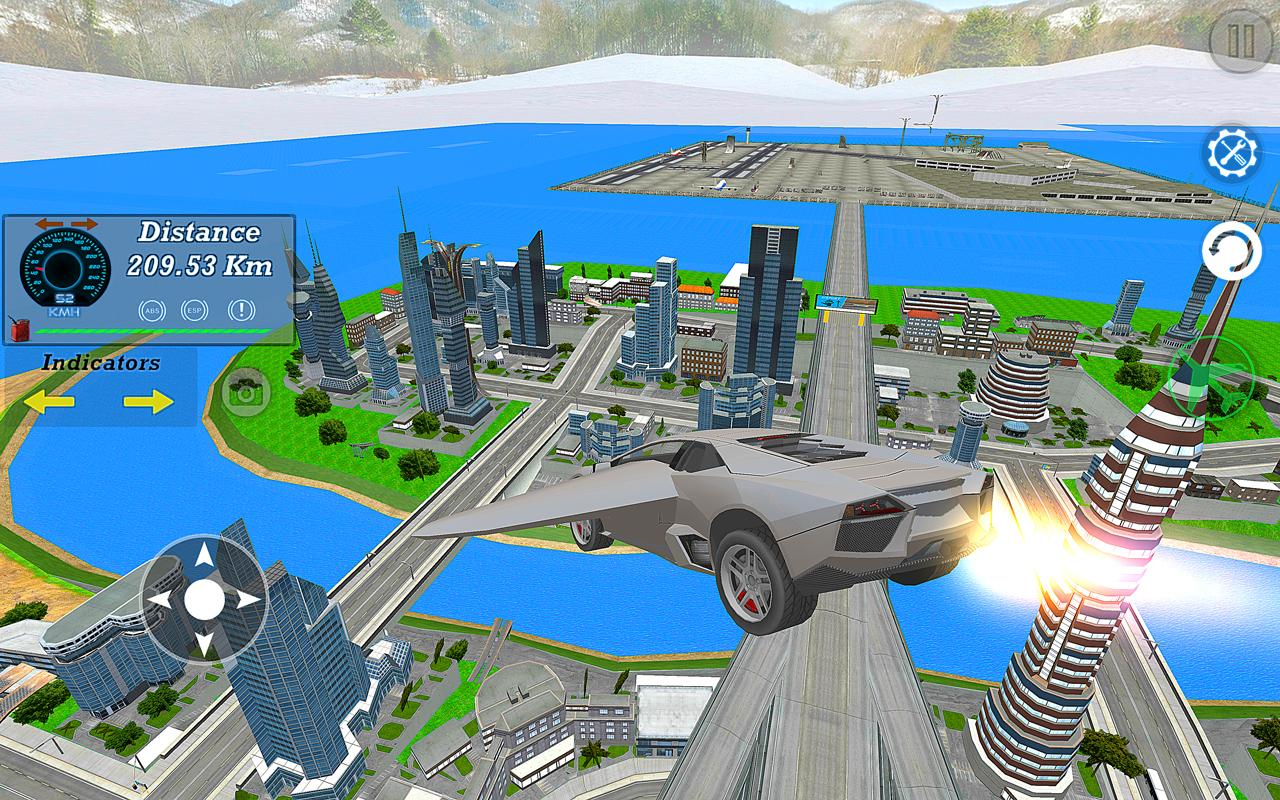 Distance
209.53 Km
52
KMH
ABS
ESP
!
Indicators